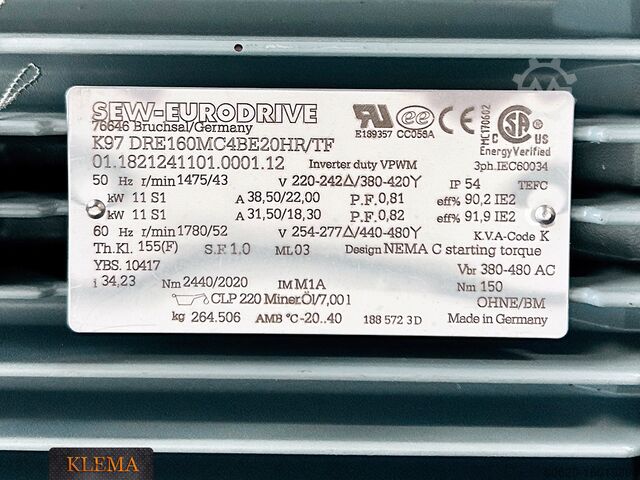 SEW-EURODRIVE
76646 Bruchsal/Germany
E189357 CC056A
K97 DRE160MC4BE20HR/TF
01.1821241101.0001.12 Inverter duty VPWM
EMC170602
Energy Verified
3ph.IEC60034
50 Hz r/min 1475/43 V 220-242Δ/380-420Y IP 54 TEFC
kW 11 S1 A 38,50/22,00 P.F. 0,81 eff% 90,2 IE2
kW 11 S1 A 31,50/18,30 P.F. 0,82 eff% 91,9 IE2
60 Hz r/min 1780/52 V 254-277Δ/440-480Y K.V.A-Code K
Th.Kl. 155(F) S.F. 1.0 ML 03 Design NEMA C starting torque
YBS. 10417 Vbr 380-480 AC
i 34,23 Nm 2440/2020 IM M1A Nm 150
CLP 220 Miner.Öl/7,00 l OHNE/BM
kg 264.506 AMB °C -20..40 188 572 3 D Made in Germany
KLEMA